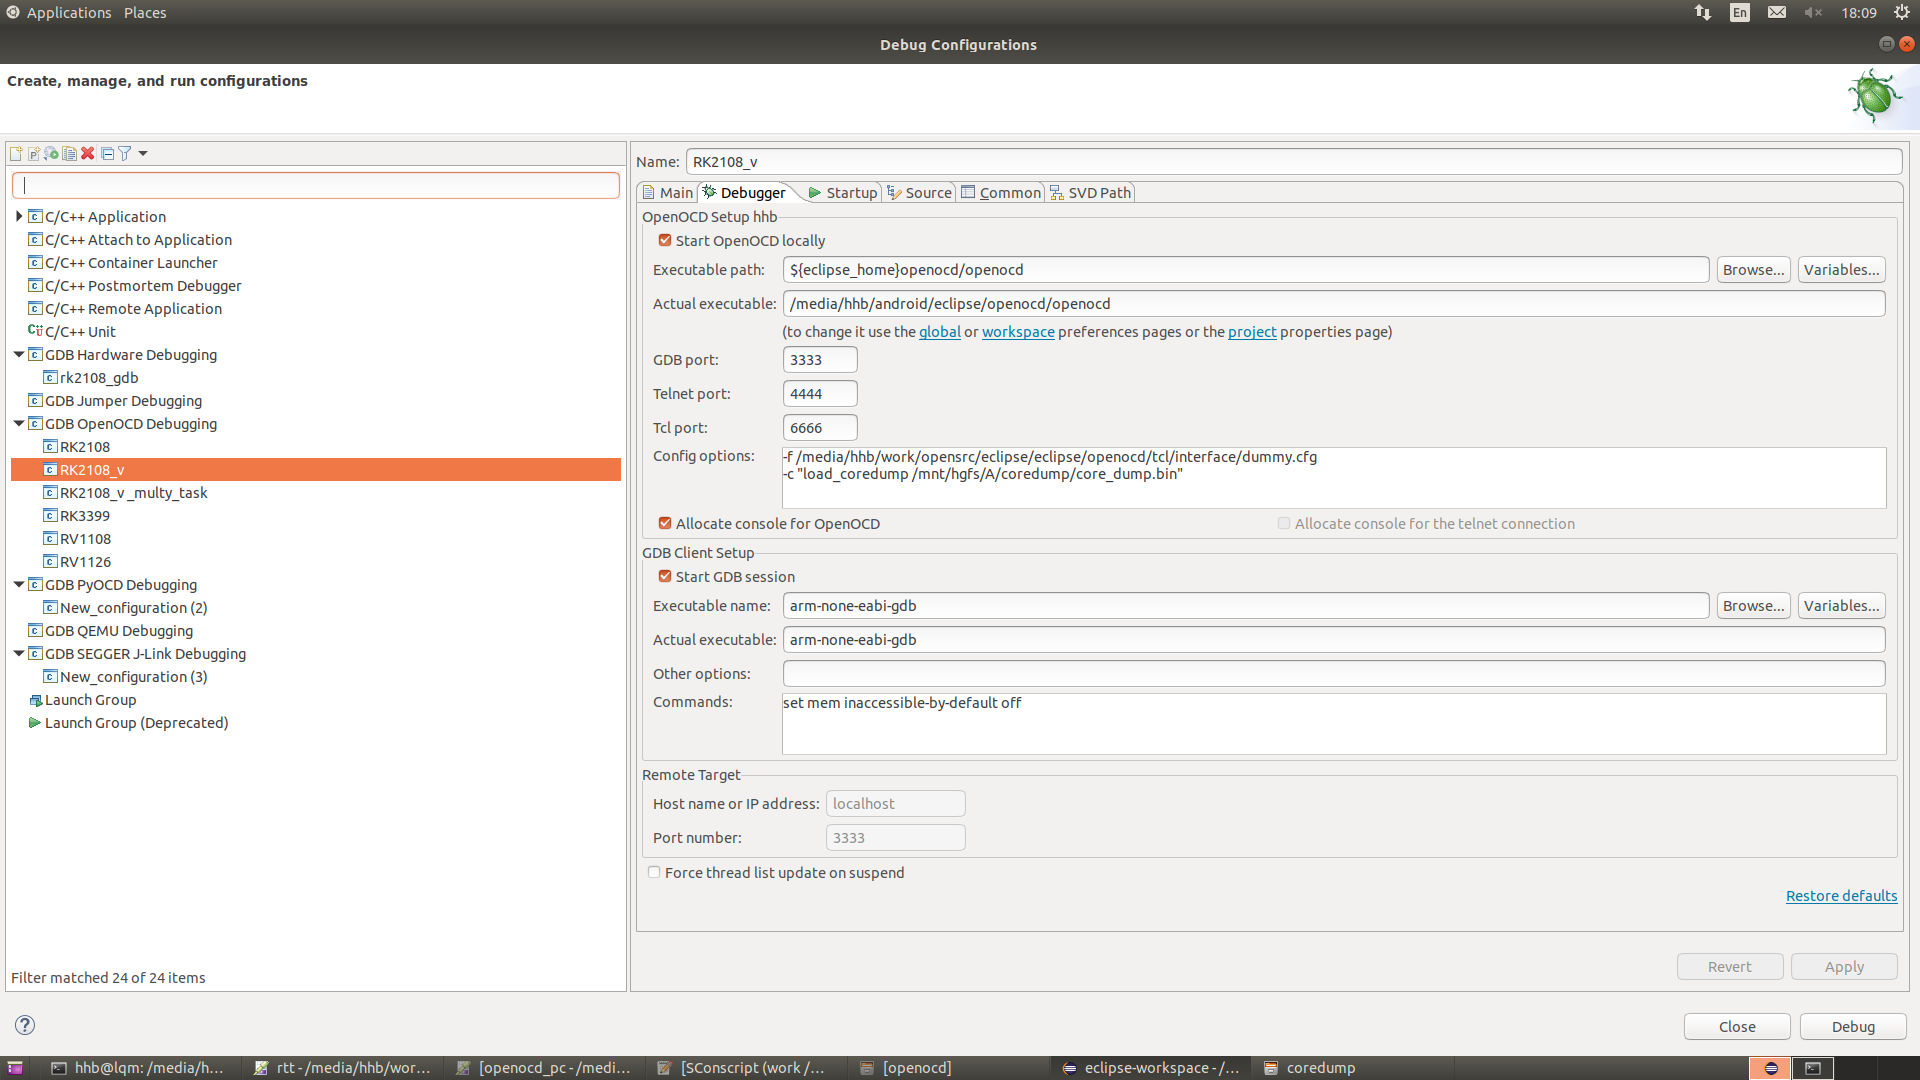 Applications Places
En
18:09
Debug Configurations
Create, manage, and run configurations
C/C++ Application
C/C++ Attach to Application
C/C++ Container Launcher
C/C++ Postmortem Debugger
C/C++ Remote Application
C/C++ Unit
GDB Hardware Debugging
rk2108_gdb
GDB Jumper Debugging
GDB OpenOCD Debugging
RK2108
RK2108_v
RK2108_v _multy_task
RK3399
RV1108
RV1126
GDB PyOCD Debugging
New_configuration (2)
GDB QEMU Debugging
GDB SEGGER J-Link Debugging
New_configuration (3)
Launch Group
Launch Group (Deprecated)
Filter matched 24 of 24 items
Name: RK2108_v
Main Debugger Startup Source Common SVD Path
OpenOCD Setup hhb
Start OpenOCD locally
Executable path: ${eclipse_home}openocd/openocd Browse... Variables...
Actual executable: /media/hhb/android/eclipse/openocd/openocd
(to change it use the global or workspace preferences pages or the project properties page)
GDB port: 3333
Telnet port: 4444
Tcl port: 6666
Config options: -f /media/hhb/work/opensrc/eclipse/eclipse/openocd/tcl/interface/dummy.cfg
-c "load_coredump /mnt/hgfs/A/coredump/core_dump.bin"
Allocate console for OpenOCD Allocate console for the telnet connection
GDB Client Setup
Start GDB session
Executable name: arm-none-eabi-gdb Browse... Variables...
Actual executable: arm-none-eabi-gdb
Other options:
Commands: set mem inaccessible-by-default off
Remote Target
Host name or IP address: localhost
Port number: 3333
Force thread list update on suspend
Restore defaults
Revert Apply
Close Debug
hhb@lqm: /media/h... rtt - /media/hhb/wor... [openocd_pc - /medi... [SConscript (work /... [openocd] eclipse-workspace - /... coredump